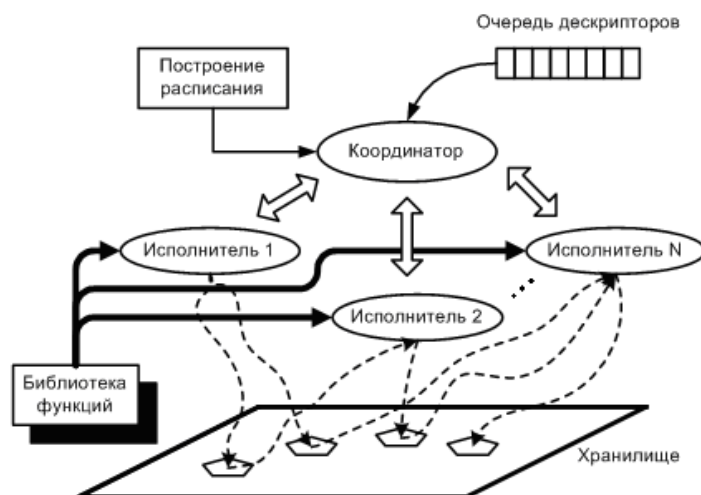 Очередь дескрипторов
Построение
расписания
Координатор
Исполнитель 1
Исполнитель N
Исполнитель 2
Библиотека
функций
Хранилище